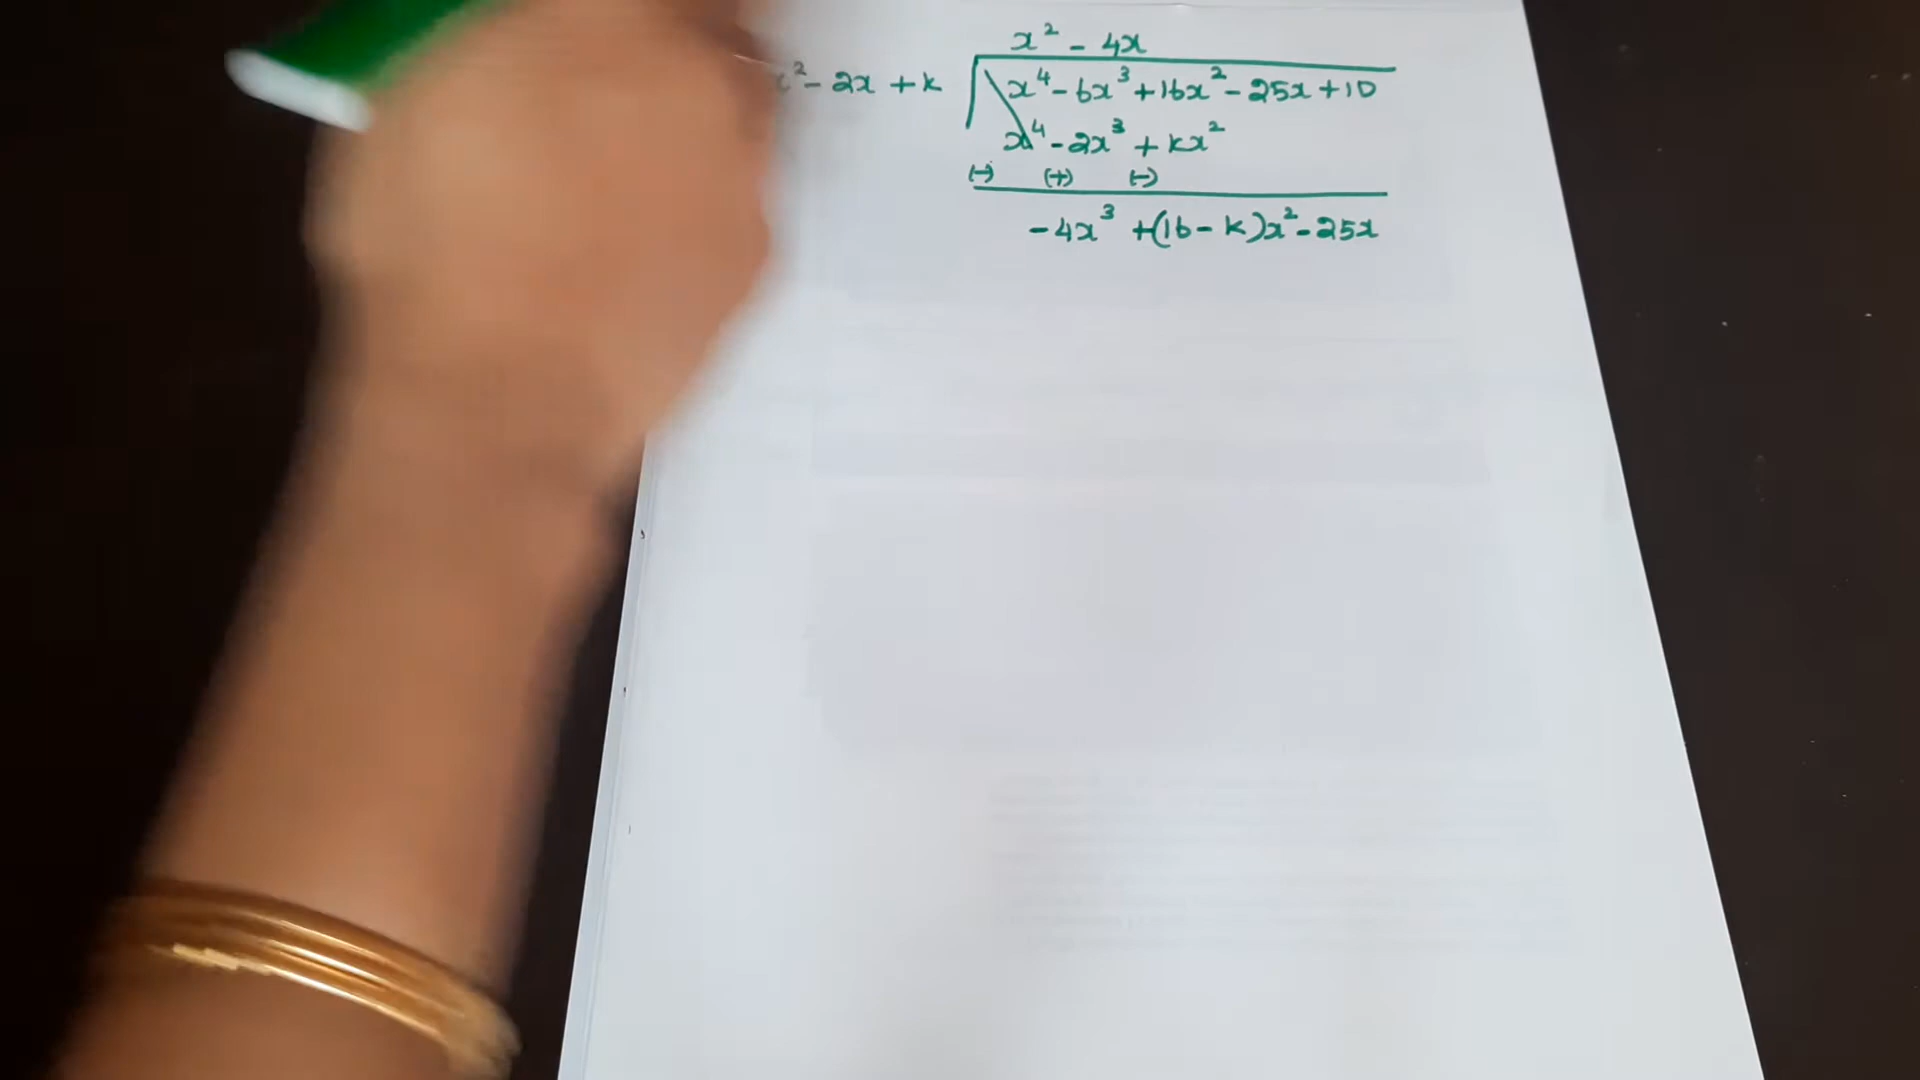 x² - 4x
x² - 2x + k
x⁴ - 6x³ + 16x² - 25x + 10
x⁴ - 2x³ + kx²
(-) (+) (-)
-4x³ + (16 - k)x² - 25x